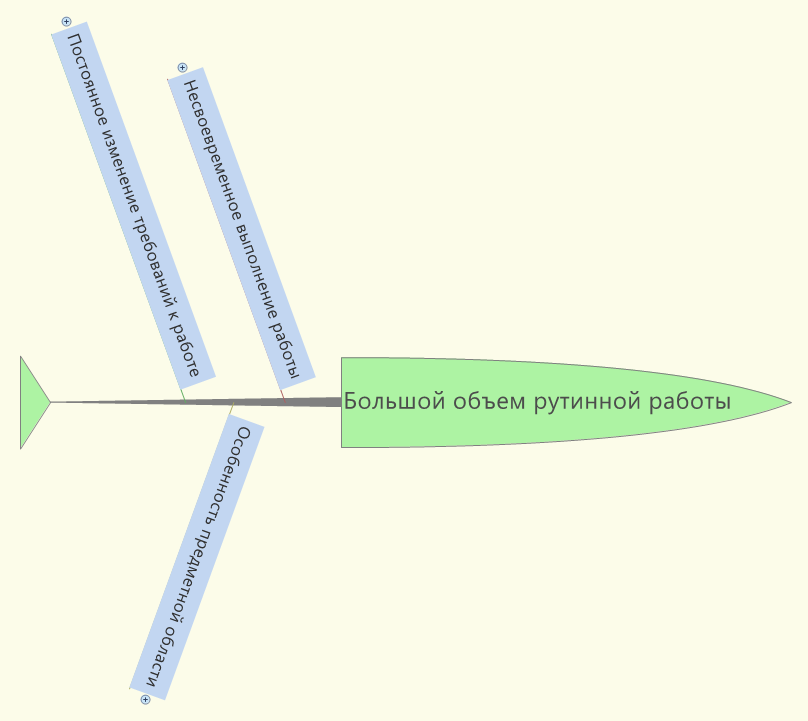 Постоянное изменение требований к работе
Несвоевременное выполнение работы
Большой объем рутинной работы
Особенность предметной области